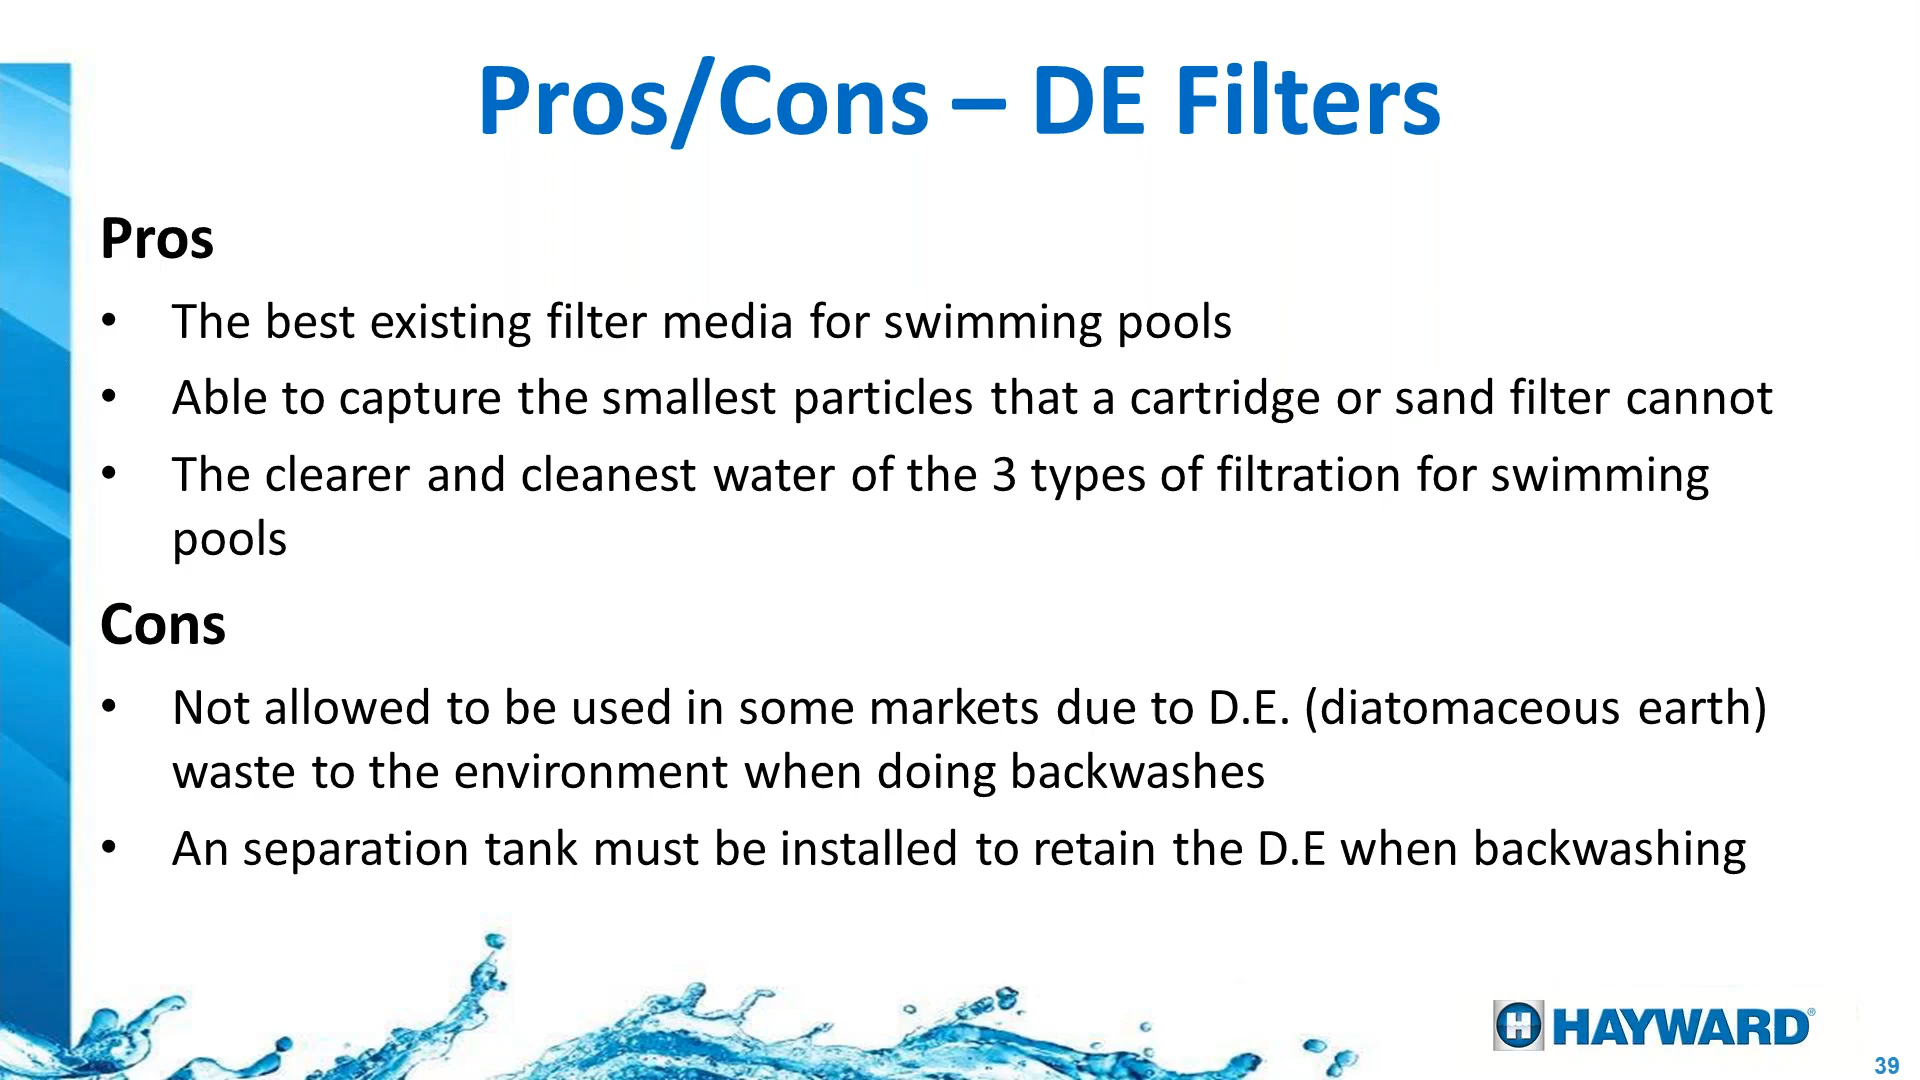 Pros/Cons – DE Filters
Pros
• The best existing filter media for swimming pools
• Able to capture the smallest particles that a cartridge or sand filter cannot
• The clearer and cleanest water of the 3 types of filtration for swimming
pools
Cons
• Not allowed to be used in some markets due to D.E. (diatomaceous earth)
waste to the environment when doing backwashes
• An separation tank must be installed to retain the D.E when backwashing
H HAYWARD®
39